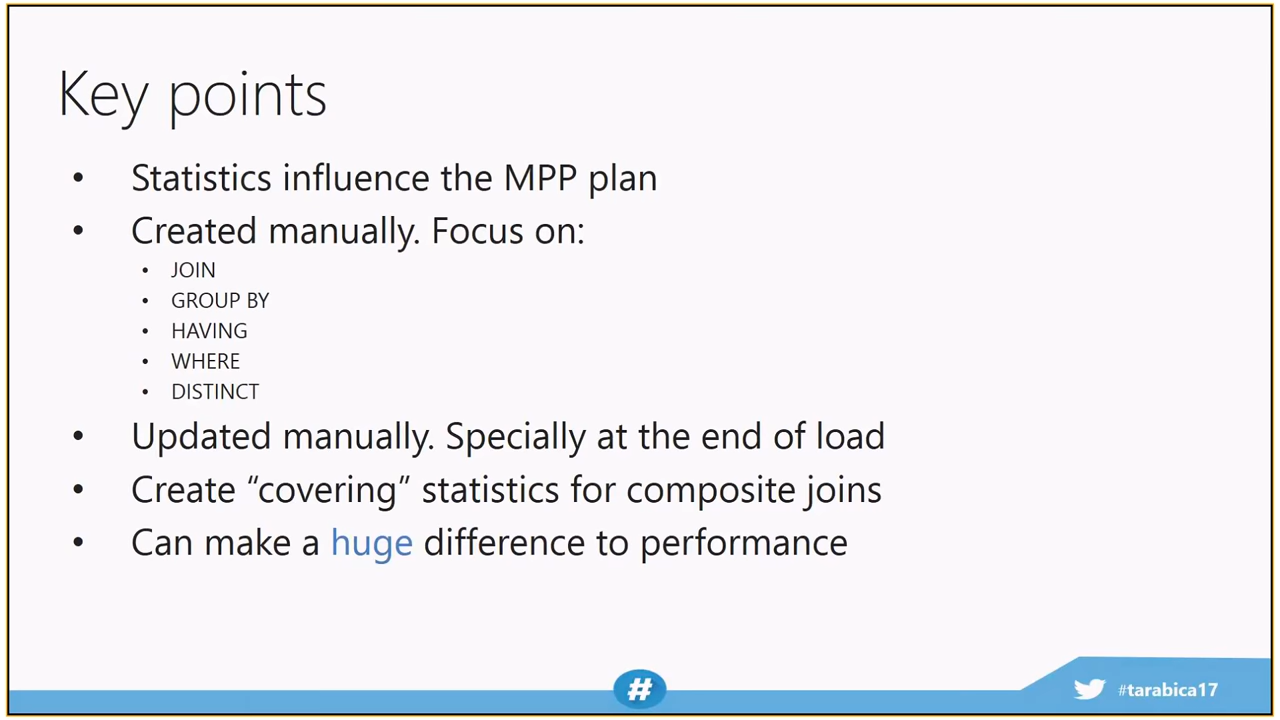 Key points
• Statistics influence the MPP plan
• Created manually. Focus on:
• JOIN
• GROUP BY
• HAVING
• WHERE
• DISTINCT
• Updated manually. Specially at the end of load
• Create “covering” statistics for composite joins
• Can make a huge difference to performance
#
#tarabica17